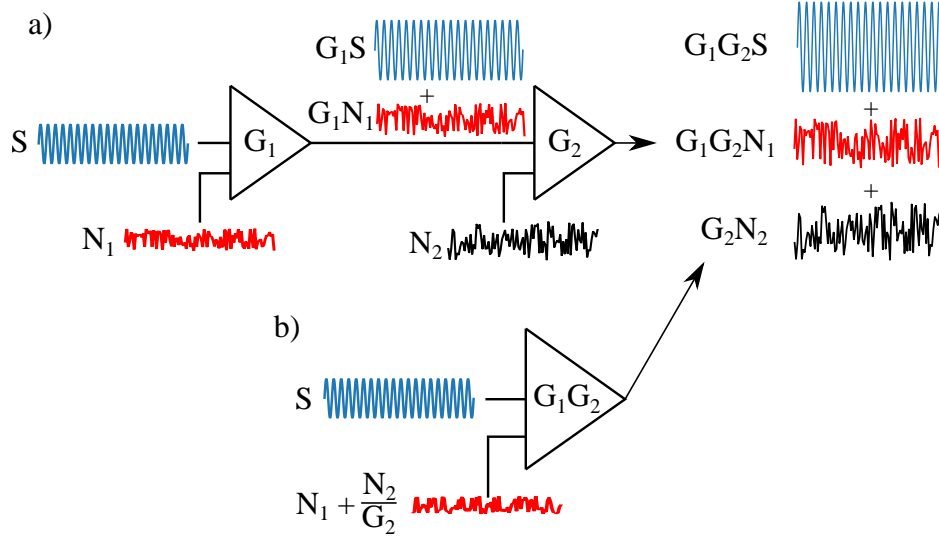 a)
G₁S
G₁G₂S
+
+
G₁N₁
S
G₁
G₂
G₁G₂N₁
+
N₁
N₂
G₂N₂
b)
S
G₁G₂
N₁ + N₂/G₂